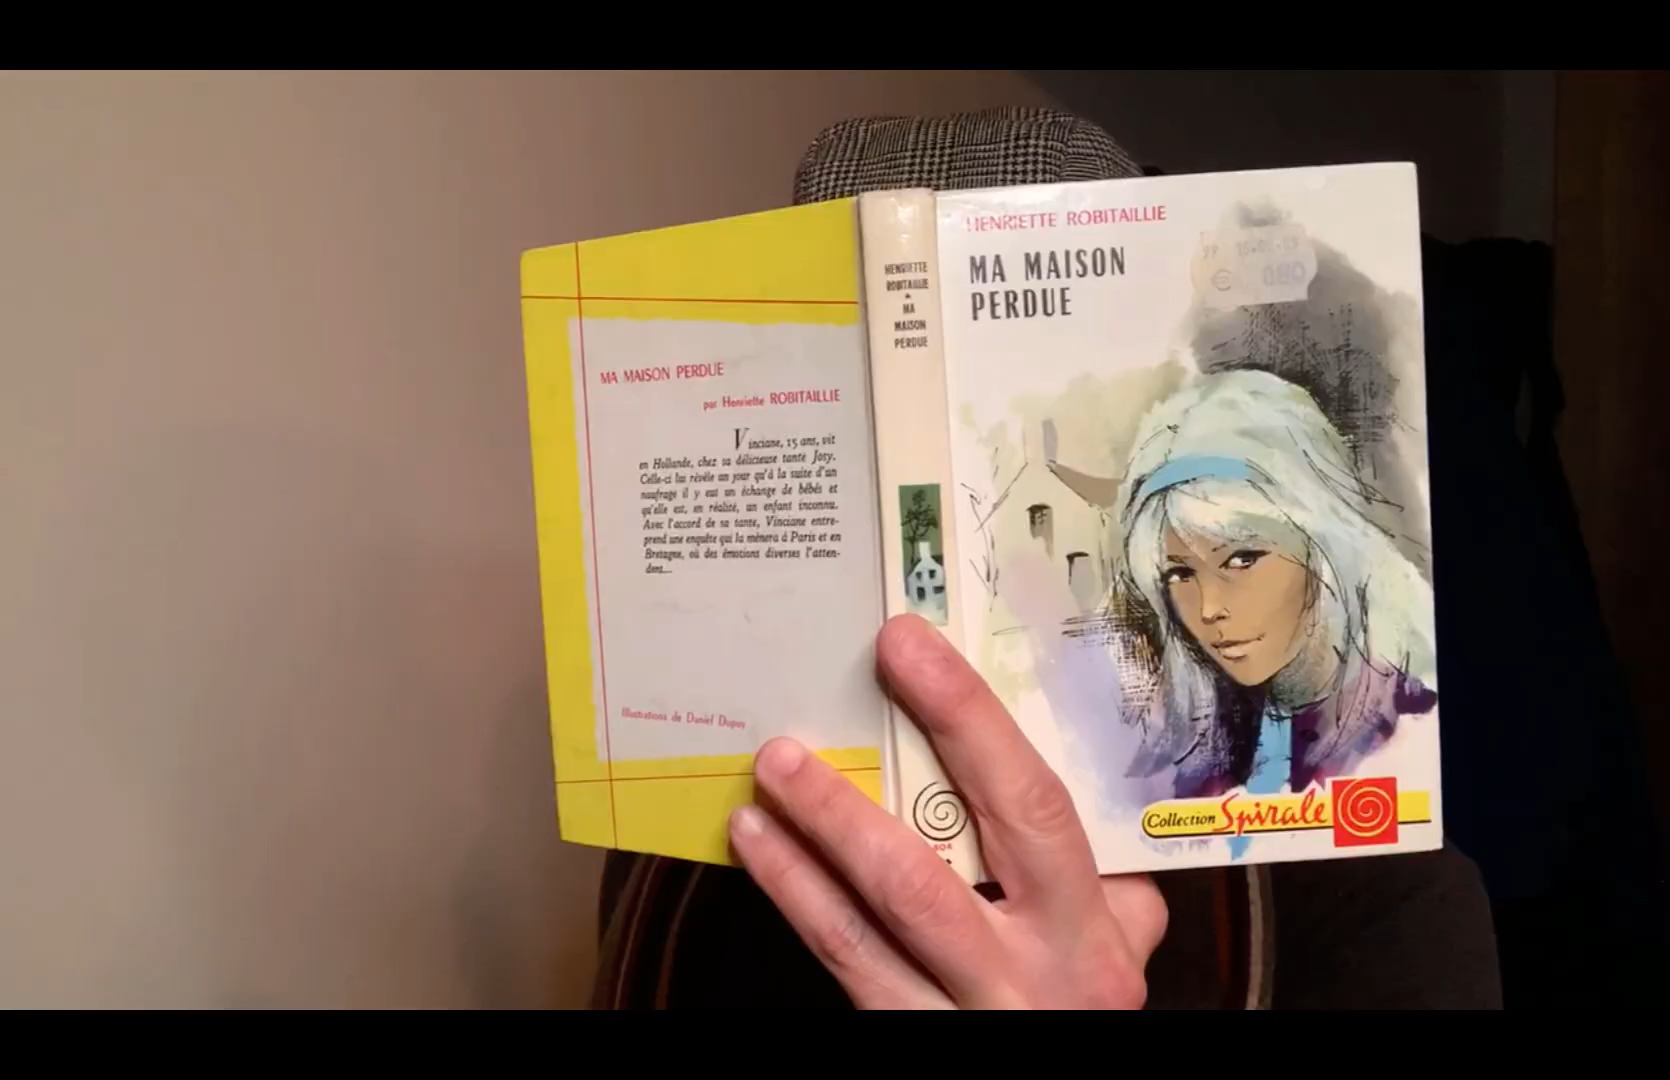 MA MAISON PERDUE
par Henriette ROBITAILLIE
Vinciane, 15 ans, vit
en Hollande, chez sa délicieuse tante Josy.
Celle-ci lui révèle un jour qu'à la suite d'un
naufrage il y eut un échange de bébés et
qu'elle est, en réalité, un enfant inconnu.
Avec l'accord de sa tante, Vinciane entre-
prend une enquête qui la mènera à Paris et en
Bretagne, où des émotions diverses l'atten-
dent...
Illustrations de Daniel Dupuy
HENRIETTE
ROBITAILLIE
MA
MAISON
PERDUE
HENRIETTE ROBITAILLIE
MA MAISON
PERDUE
€ 080
Collection Spirale